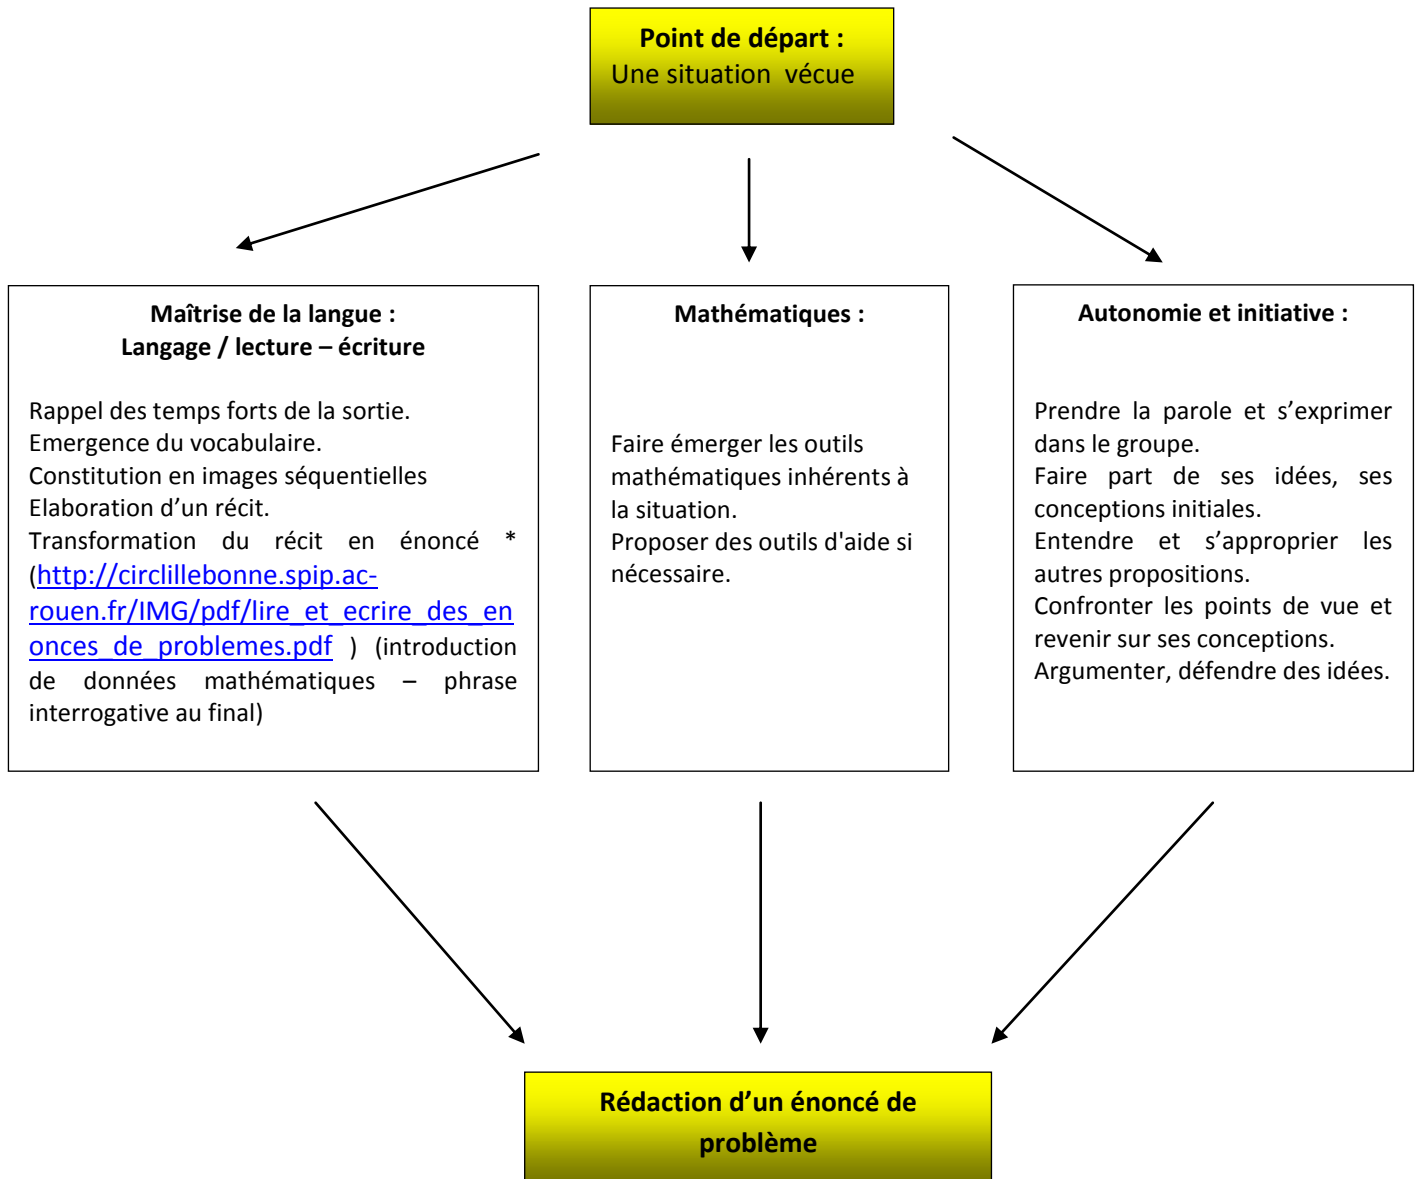 Point de départ :
Une situation vécue
Maîtrise de la langue :
Langage / lecture – écriture
Rappel des temps forts de la sortie.
Emergence du vocabulaire.
Constitution en images séquentielles
Elaboration d’un récit.
Transformation du récit en énoncé *
(http://circlillebonne.spip.ac-
rouen.fr/IMG/pdf/lire_et_ecrire_des_en
onces_de_problemes.pdf ) (introduction
de données mathématiques – phrase
interrogative au final)
Mathématiques :
Faire émerger les outils
mathématiques inhérents à
la situation.
Proposer des outils d'aide si
nécessaire.
Autonomie et initiative :
Prendre la parole et s’exprimer
dans le groupe.
Faire part de ses idées, ses
conceptions initiales.
Entendre et s’approprier les
autres propositions.
Confronter les points de vue et
revenir sur ses conceptions.
Argumenter, défendre des idées.
Rédaction d’un énoncé de
problème